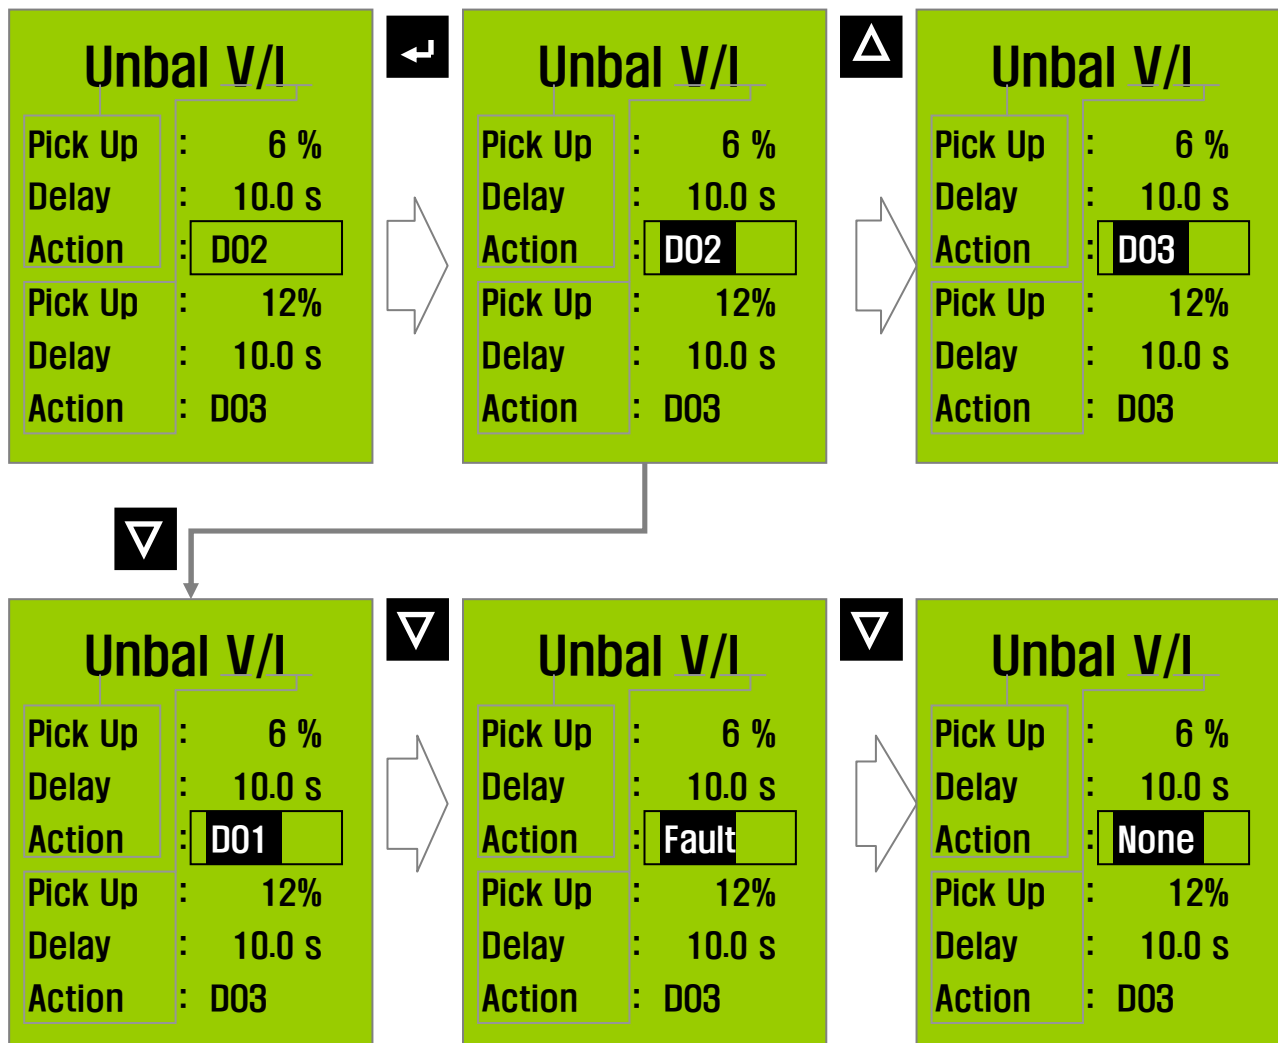 Unbal V/I
Pick Up : 6 %
Delay : 10.0 s
Action : DO2
Pick Up : 12%
Delay : 10.0 s
Action : DO3
Unbal V/I
Pick Up : 6 %
Delay : 10.0 s
Action : DO2
Pick Up : 12%
Delay : 10.0 s
Action : DO3
Unbal V/I
Pick Up : 6 %
Delay : 10.0 s
Action : DO3
Pick Up : 12%
Delay : 10.0 s
Action : DO3
Unbal V/I
Pick Up : 6 %
Delay : 10.0 s
Action : DO1
Pick Up : 12%
Delay : 10.0 s
Action : DO3
Unbal V/I
Pick Up : 6 %
Delay : 10.0 s
Action : Fault
Pick Up : 12%
Delay : 10.0 s
Action : DO3
Unbal V/I
Pick Up : 6 %
Delay : 10.0 s
Action : None
Pick Up : 12%
Delay : 10.0 s
Action : DO3